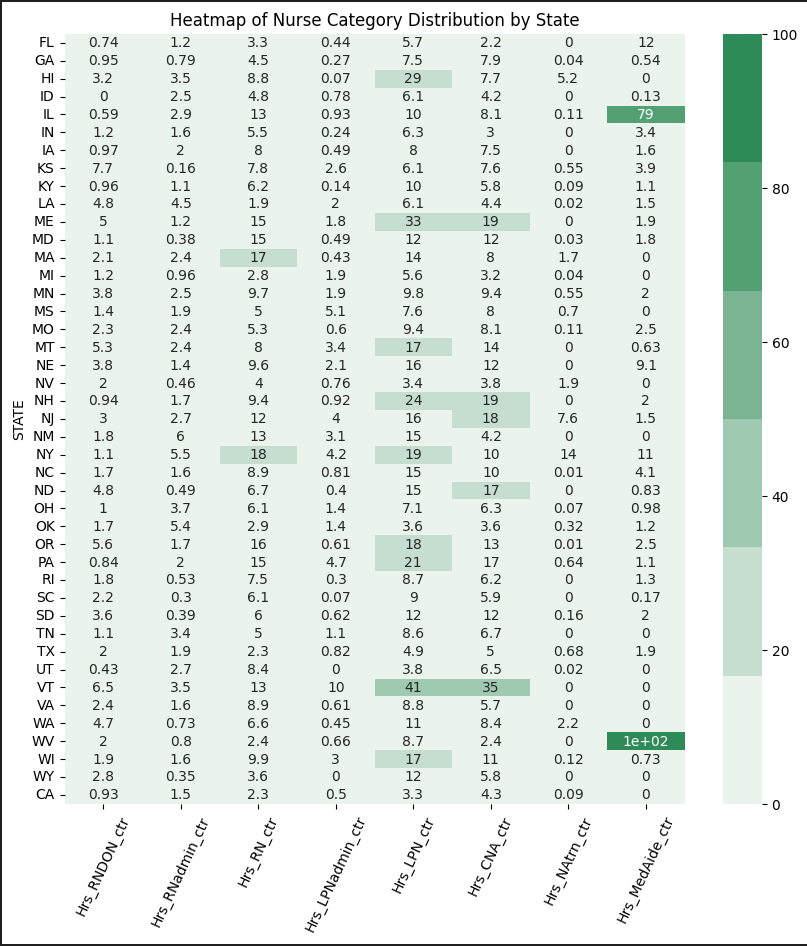 Heatmap of Nurse Category Distribution by State
FL 0.74 1.2 3.3 0.44 5.7 2.2 0 12
GA 0.95 0.79 4.5 0.27 7.5 7.9 0.04 0.54
HI 3.2 3.5 8.8 0.07 29 7.7 5.2 0
ID 0 2.5 4.8 0.78 6.1 4.2 0 0.13
IL 0.59 2.9 13 0.93 10 8.1 0.11 79
IN 1.2 1.6 5.5 0.24 6.3 3 0 3.4
IA 0.97 2 8 0.49 8 7.5 0 1.6
KS 7.7 0.16 7.8 2.6 6.1 7.6 0.55 3.9
KY 0.96 1.1 6.2 0.14 10 5.8 0.09 1.1
LA 4.8 4.5 1.9 2 6.1 4.4 0.02 1.5
ME 5 1.2 15 1.8 33 19 0 1.9
MD 1.1 0.38 15 0.49 12 12 0.03 1.8
MA 2.1 2.4 17 0.43 14 8 1.7 0
MI 1.2 0.96 2.8 1.9 5.6 3.2 0.04 0
MN 3.8 2.5 9.7 1.9 9.8 9.4 0.55 2
MS 1.4 1.9 5 5.1 7.6 8 0.7 0
MO 2.3 2.4 5.3 0.6 9.4 8.1 0.11 2.5
MT 5.3 2.4 8 3.4 17 14 0 0.63
NE 3.8 1.4 9.6 2.1 16 12 0 9.1
NV 2 0.46 4 0.76 3.4 3.8 1.9 0
NH 0.94 1.7 9.4 0.92 24 19 0 2
NJ 3 2.7 12 4 16 18 7.6 1.5
NM 1.8 6 13 3.1 15 4.2 0 0
NY 1.1 5.5 18 4.2 19 10 14 11
NC 1.7 1.6 8.9 0.81 15 10 0.01 4.1
ND 4.8 0.49 6.7 0.4 15 17 0 0.83
OH 1 3.7 6.1 1.4 7.1 6.3 0.07 0.98
OK 1.7 5.4 2.9 1.4 3.6 3.6 0.32 1.2
OR 5.6 1.7 16 0.61 18 13 0.01 2.5
PA 0.84 2 15 4.7 21 17 0.64 1.1
RI 1.8 0.53 7.5 0.3 8.7 6.2 0 1.3
SC 2.2 0.3 6.1 0.07 9 5.9 0 0.17
SD 3.6 0.39 6 0.62 12 12 0.16 2
TN 1.1 3.4 5 1.1 8.6 6.7 0 0
TX 2 1.9 2.3 0.82 4.9 5 0.68 1.9
UT 0.43 2.7 8.4 0 3.8 6.5 0.02 0
VT 6.5 3.5 13 10 41 35 0 0
VA 2.4 1.6 8.9 0.61 8.8 5.7 0 0
WA 4.7 0.73 6.6 0.45 11 8.4 2.2 0
WV 2 0.8 2.4 0.66 8.7 2.4 0 1e+02
WI 1.9 1.6 9.9 3 17 11 0.12 0.73
WY 2.8 0.35 3.6 0 12 5.8 0 0
CA 0.93 1.5 2.3 0.5 3.3 4.3 0.09 0
STATE
Hrs_RNDON_ctr Hrs_RNadmin_ctr Hrs_RN_ctr Hrs_LPNadmin_ctr Hrs_LPN_ctr Hrs_CNA_ctr Hrs_NAtrn_ctr Hrs_MedAide_ctr
100
80
60
40
20
0